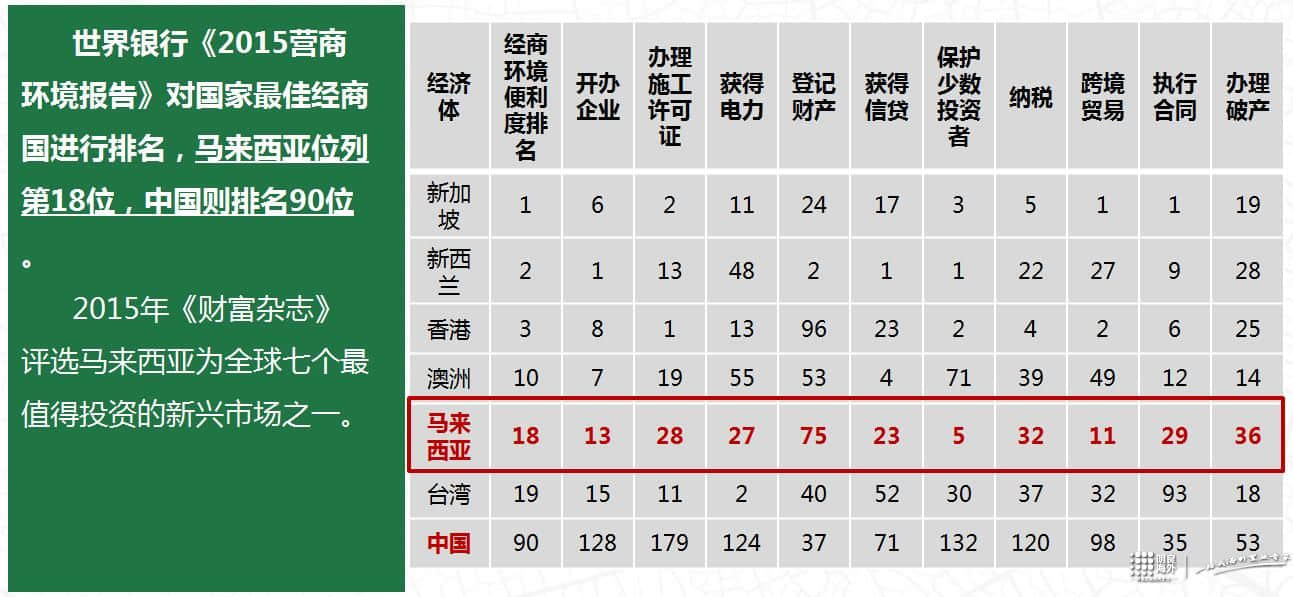 世界银行《2015营商
环境报告》对国家最佳经商
国进行排名，马来西亚位列
第18位，中国则排名90位
。
2015年《财富杂志》
评选马来西亚为全球七个最
值得投资的新兴市场之一。
经济体 经商环境便利度排名 开办企业 办理施工许可证 获得电力 登记财产 获得信贷 保护少数投资者 纳税 跨境贸易 执行合同 办理破产
新加坡 1 6 2 11 24 17 3 5 1 1 19
新西兰 2 1 13 48 2 1 1 22 27 9 28
香港 3 8 1 13 96 23 2 4 2 6 25
澳洲 10 7 19 55 53 4 71 39 49 12 14
马来西亚 18 13 28 27 75 23 5 32 11 29 36
台湾 19 15 11 2 40 52 30 37 32 93 18
中国 90 128 179 124 37 71 132 120 98 35 53